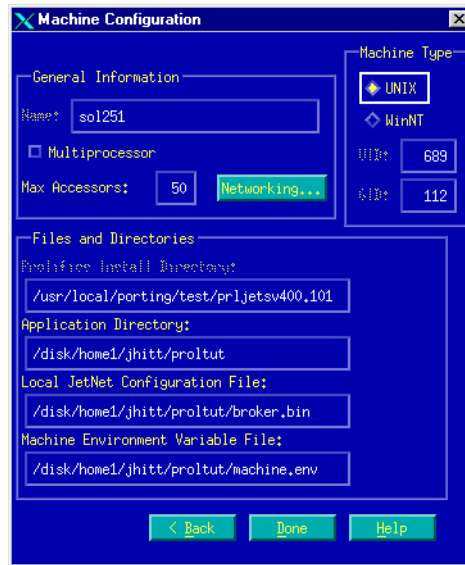 Machine Configuration
Machine Type
UNIX
WinNT
UID: 689
GID: 112
General Information
Name: sol251
Multiprocessor
Max Accessors: 50 Networking...
Files and Directories
Prolifics Install Directory:
/usr/local/porting/test/prljetsv400.101
Application Directory:
/disk/home1/jhitt/proltut
Local JetNet Configuration File:
/disk/home1/jhitt/proltut/broker.bin
Machine Environment Variable File:
/disk/home1/jhitt/proltut/machine.env
< Back Done Help